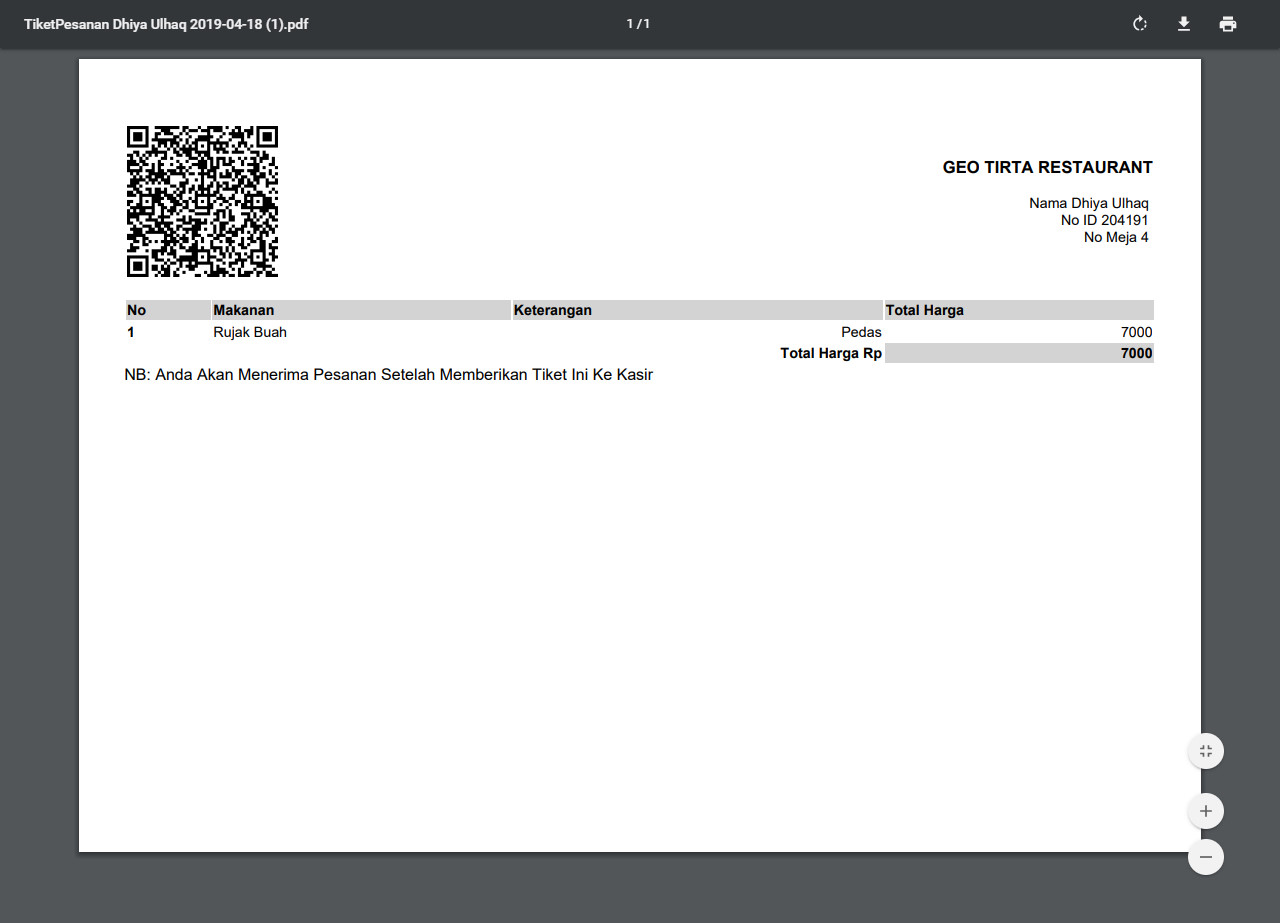 TiketPesanan Dhiya Ulhaq 2019-04-18 (1).pdf
1 / 1
GEO TIRTA RESTAURANT
Nama Dhiya Ulhaq
No ID 204191
No Meja 4
No Makanan Keterangan Total Harga
1 Rujak Buah Pedas 7000
Total Harga Rp 7000
NB: Anda Akan Menerima Pesanan Setelah Memberikan Tiket Ini Ke Kasir